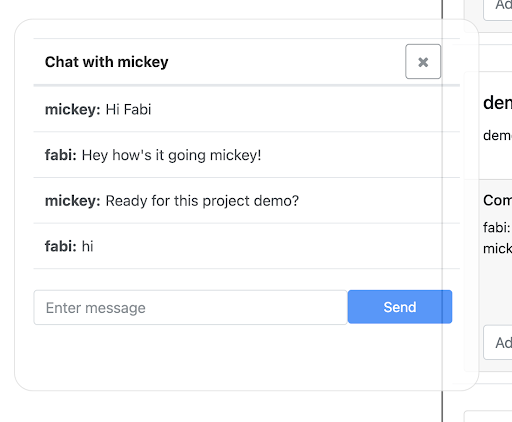 Ad
Chat with mickey
×
mickey: Hi Fabi
fabi: Hey how's it going mickey!
mickey: Ready for this project demo?
fabi: hi
Enter message
Send
dem
demo
Com
fabi:
mick
Ad